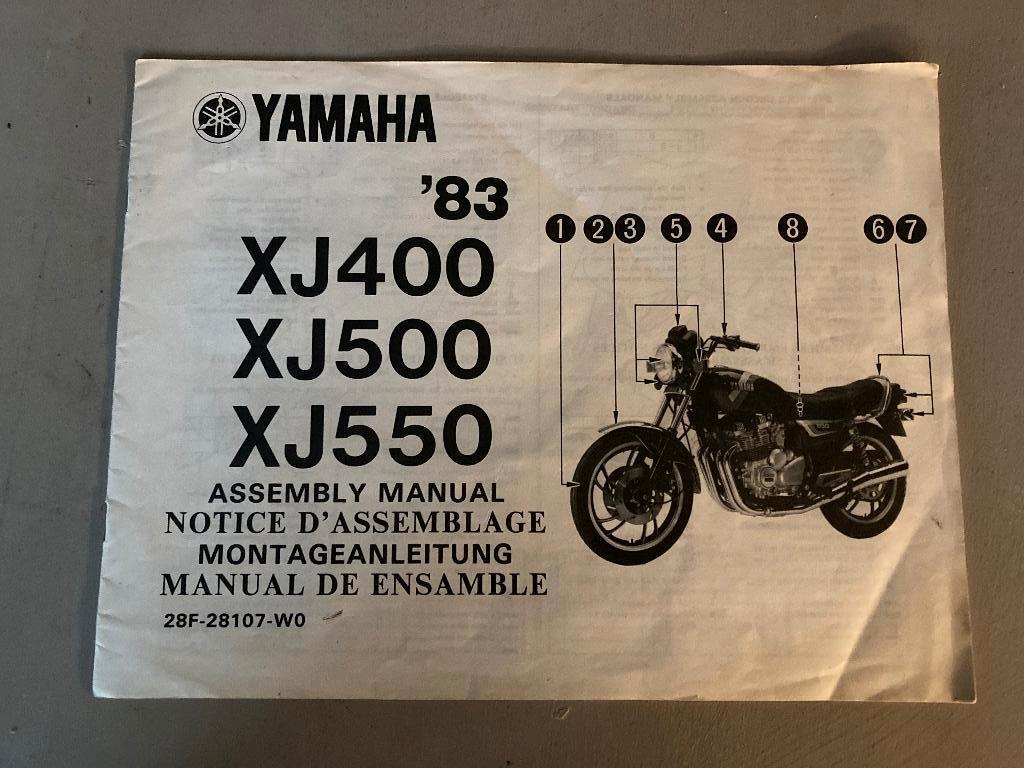 YAMAHA
'83
XJ400
XJ500
XJ550
ASSEMBLY MANUAL
NOTICE D'ASSEMBLAGE
MONTAGEANLEITUNG
MANUAL DE ENSAMBLE
28F-28107-W0
1 2 3 5 4 8 6 7
YAMAHA